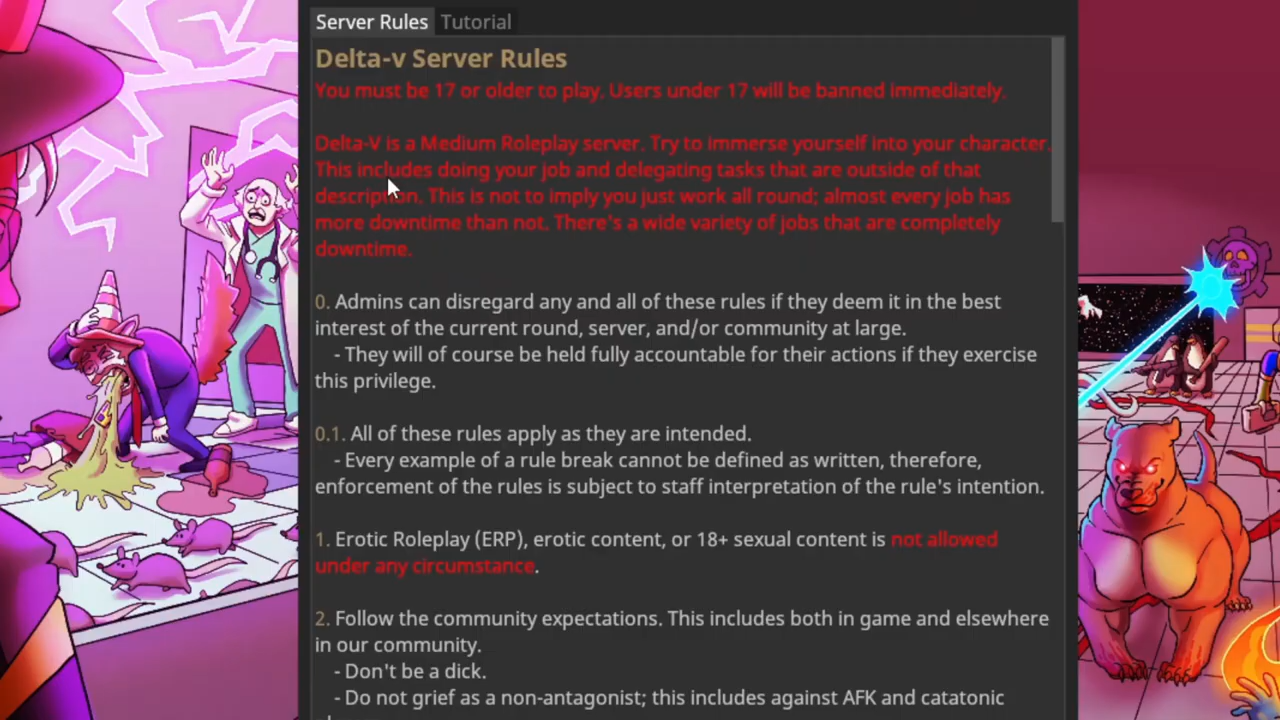 Server Rules Tutorial
Delta-v Server Rules
You must be 17 or older to play. Users under 17 will be banned immediately.
Delta-V is a Medium Roleplay server. Try to immerse yourself into your character.
This includes doing your job and delegating tasks that are outside of that
description. This is not to imply you just work all round; almost every job has
more downtime than not. There's a wide variety of jobs that are completely
downtime.
0. Admins can disregard any and all of these rules if they deem it in the best
interest of the current round, server, and/or community at large.
- They will of course be held fully accountable for their actions if they exercise
this privilege.
0.1. All of these rules apply as they are intended.
- Every example of a rule break cannot be defined as written, therefore,
enforcement of the rules is subject to staff interpretation of the rule's intention.
1. Erotic Roleplay (ERP), erotic content, or 18+ sexual content is not allowed
under any circumstance.
2. Follow the community expectations. This includes both in game and elsewhere
in our community.
- Don't be a dick.
- Do not grief as a non-antagonist; this includes against AFK and catatonic